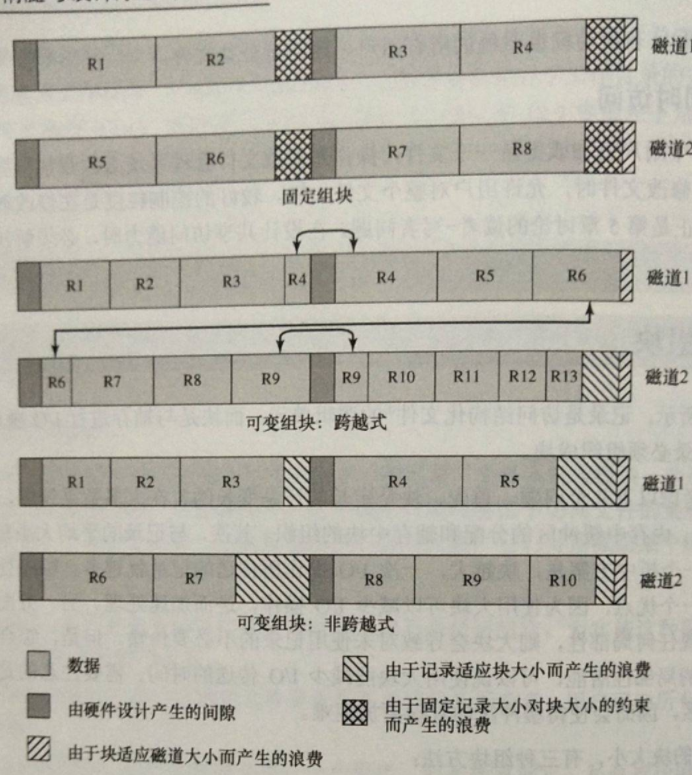 R1 R2 R3 R4 磁道1
R5 R6 R7 R8 磁道2
固定组块
R1 R2 R3 R4 R4 R5 R6 磁道1
R6 R7 R8 R9 R9 R10 R11 R12 R13 磁道2
可变组块：跨越式
R1 R2 R3 R4 R5 磁道1
R6 R7 R8 R9 R10 磁道2
可变组块：非跨越式
数据
由硬件设计产生的间隙
由于块适应磁道大小而产生的浪费
由于记录适应块大小而产生的浪费
由于固定记录大小对块大小的约束
而产生的浪费